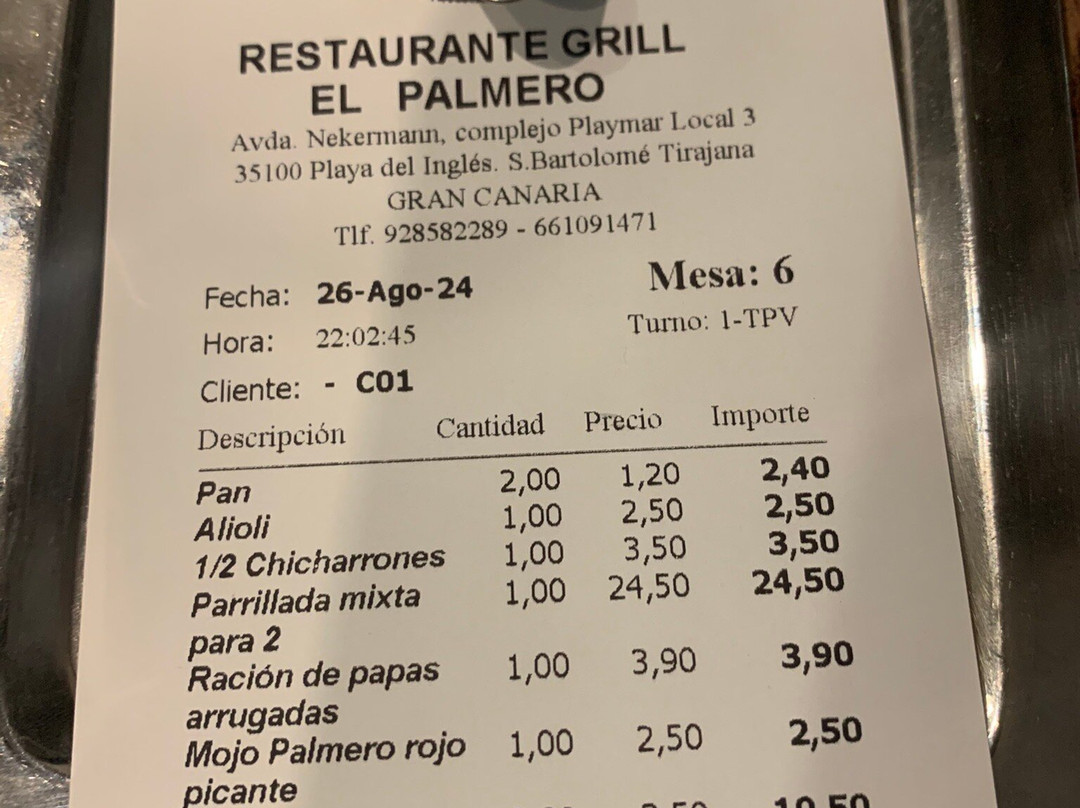 RESTAURANTE GRILL
EL PALMERO
Avda. Nekermann, complejo Playmar Local 3
35100 Playa del Inglés. S.Bartolomé Tirajana
GRAN CANARIA
Tlf. 928582289 - 661091471
Fecha: 26-Ago-24 Mesa: 6
Hora: 22:02:45 Turno: 1-TPV
Cliente: - C01
Descripción Cantidad Precio Importe
Pan 2,00 1,20 2,40
Alioli 1,00 2,50 2,50
1/2 Chicharrones 1,00 3,50 3,50
Parrillada mixta 1,00 24,50 24,50
para 2
Ración de papas 1,00 3,90 3,90
arrugadas
Mojo Palmero rojo 1,00 2,50 2,50
picante
10,50